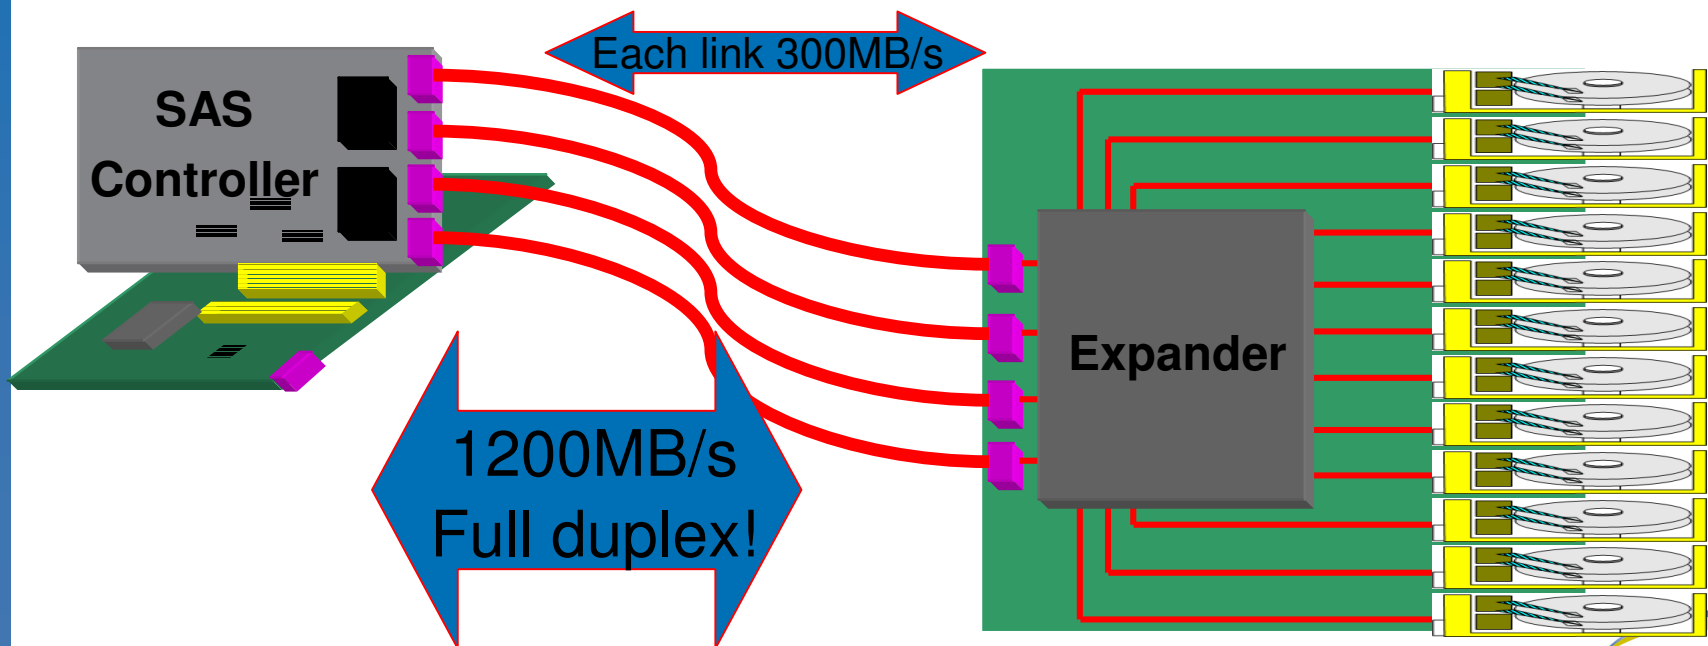 Each link 300MB/s
SAS
Controller
Expander
1200MB/s
Full duplex!